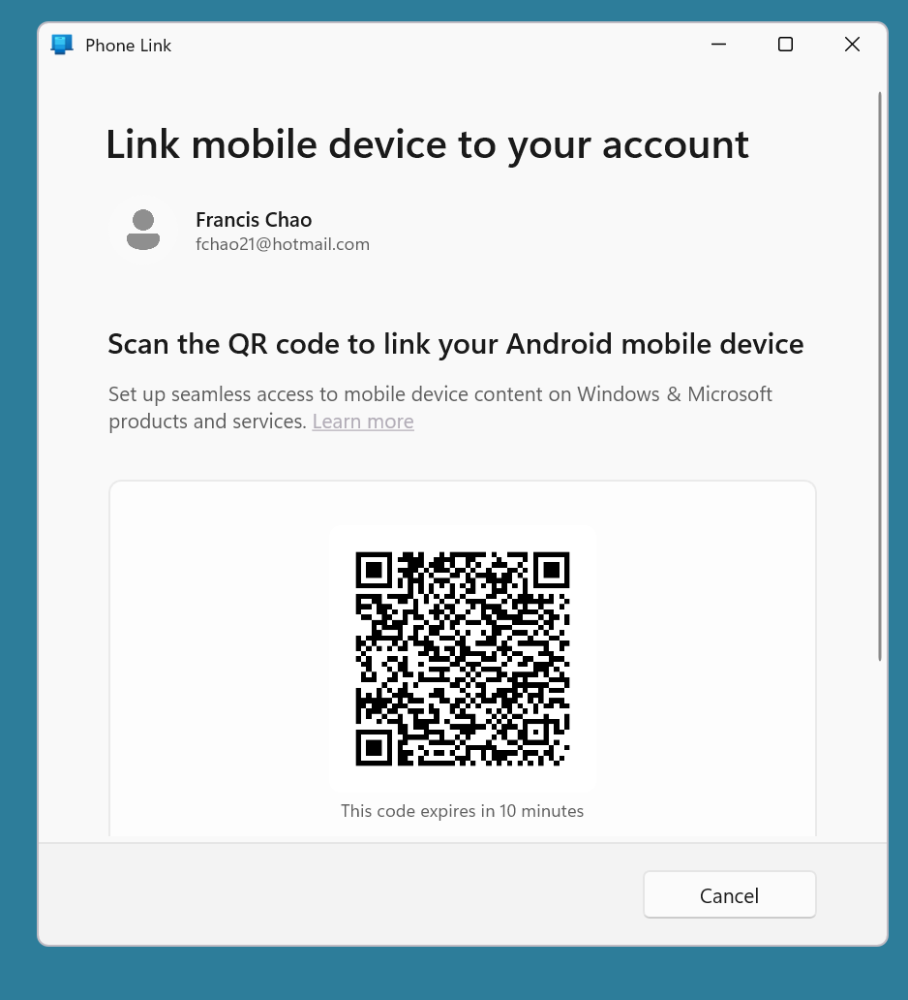 Phone Link
Link mobile device to your account
Francis Chao
fchao21@hotmail.com
Scan the QR code to link your Android mobile device
Set up seamless access to mobile device content on Windows & Microsoft
products and services. Learn more
This code expires in 10 minutes
Cancel